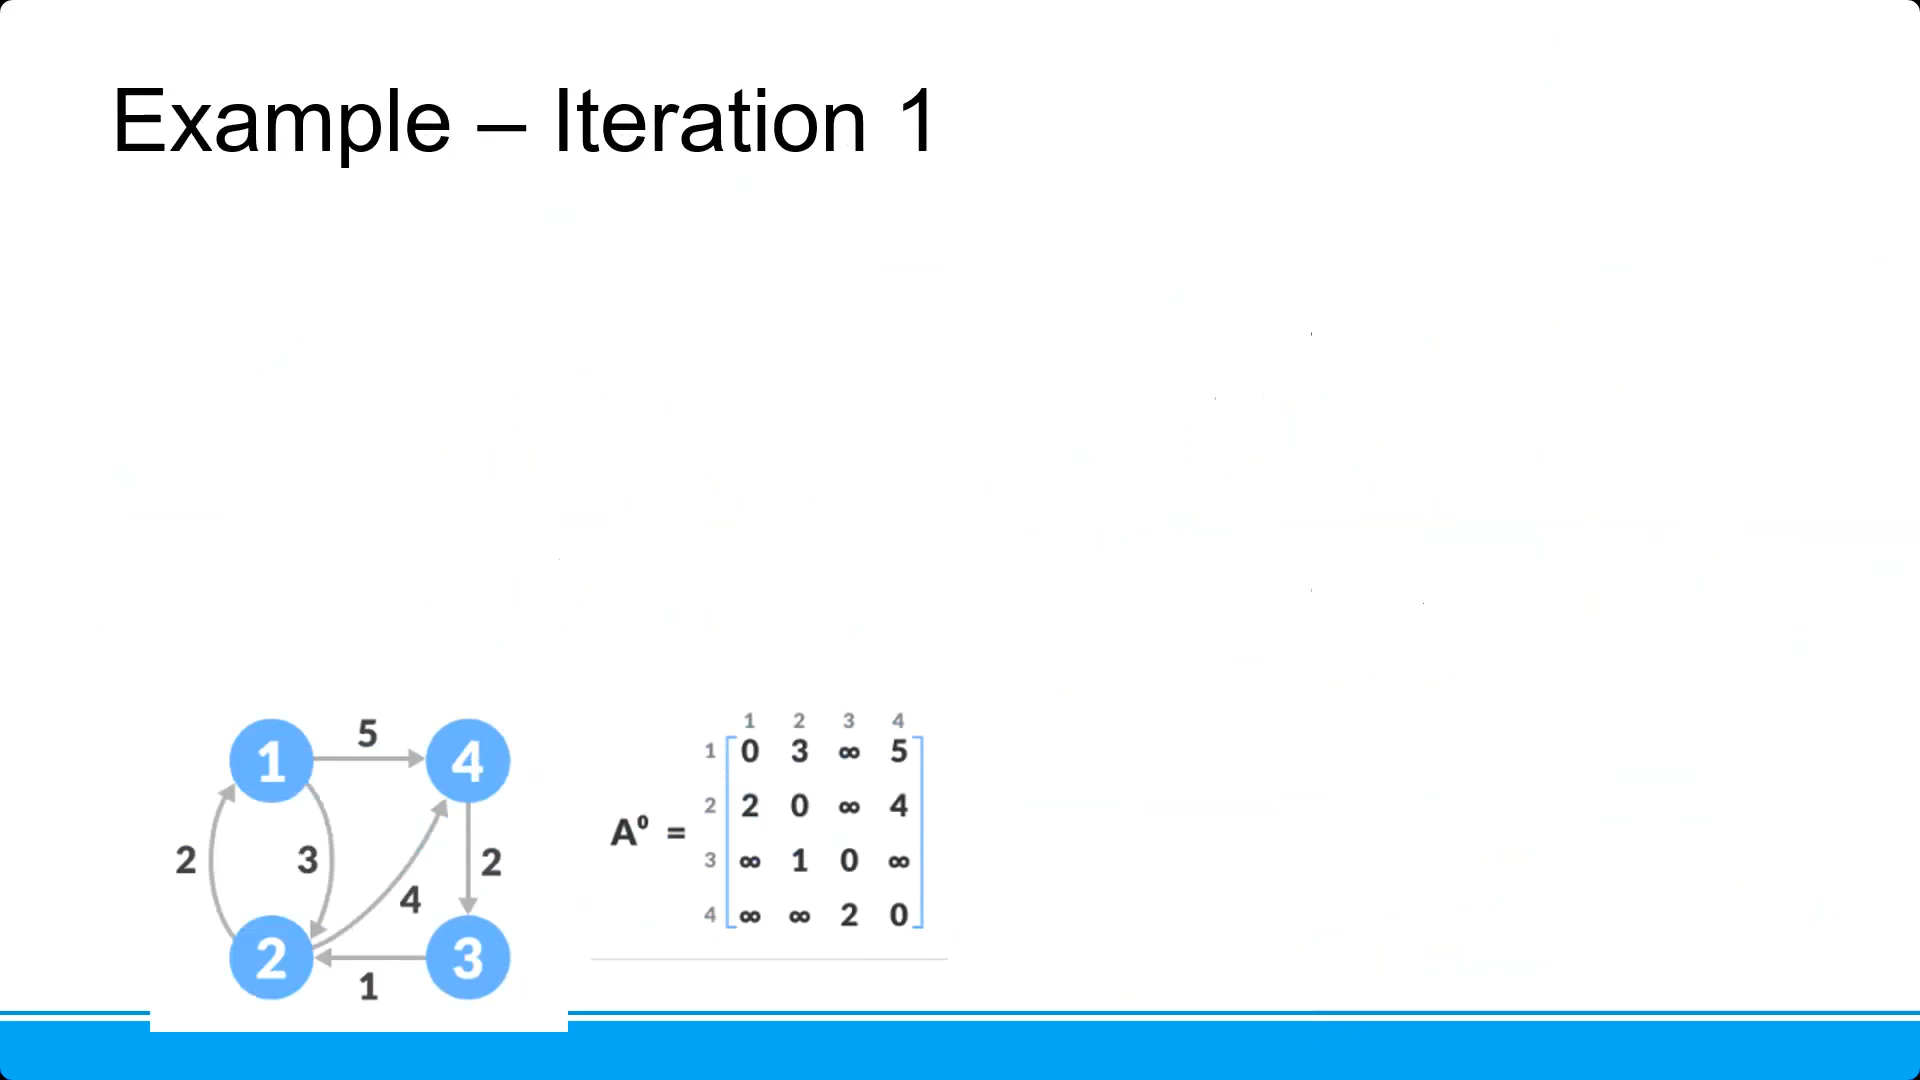 Example – Iteration 1
5
1 4
2 3 4 2
2 3
1
1 2 3 4
1 0 3 ∞ 5
2 2 0 ∞ 4
A⁰ =
3 ∞ 1 0 ∞
4 ∞ ∞ 2 0